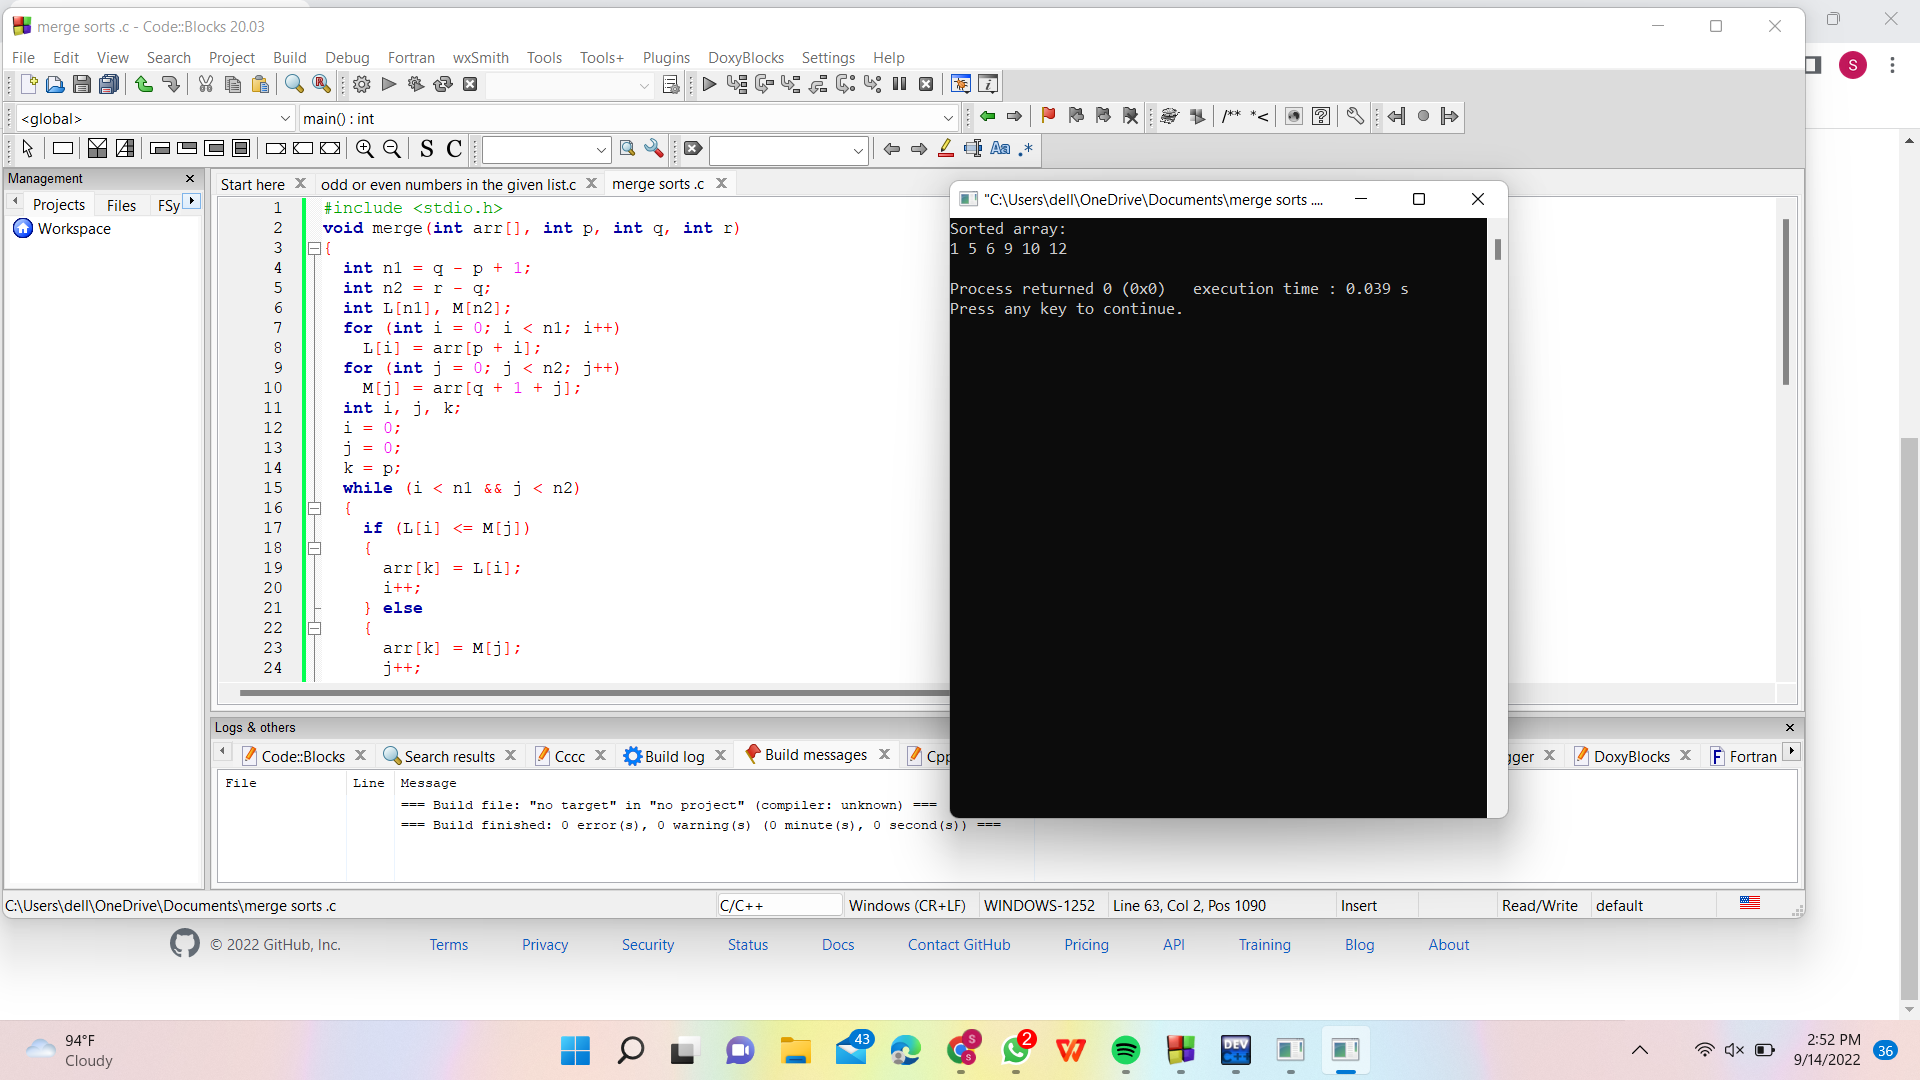 merge sorts .c - Code::Blocks 20.03
File Edit View Search Project Build Debug Fortran wxSmith Tools Tools+ Plugins DoxyBlocks Settings Help
S
<global> main() : int
/** *<
S C Aa .*
Management
Projects Files FSy
Workspace
Start here odd or even numbers in the given list.c merge sorts .c
1 #include <stdio.h>
2 void merge(int arr[], int p, int q, int r)
3 {
4 int n1 = q - p + 1;
5 int n2 = r - q;
6 int L[n1], M[n2];
7 for (int i = 0; i < n1; i++)
8 L[i] = arr[p + i];
9 for (int j = 0; j < n2; j++)
10 M[j] = arr[q + 1 + j];
11 int i, j, k;
12 i = 0;
13 j = 0;
14 k = p;
15 while (i < n1 && j < n2)
16 {
17 if (L[i] <= M[j])
18 {
19 arr[k] = L[i];
20 i++;
21 } else
22 {
23 arr[k] = M[j];
24 j++;
"C:\Users\dell\OneDrive\Documents\merge sorts ....
Sorted array:
1 5 6 9 10 12
Process returned 0 (0x0) execution time : 0.039 s
Press any key to continue.
Logs & others
Code::Blocks Search results Cccc Build log Build messages Cpp gger DoxyBlocks Fortran
File Line Message
=== Build file: "no target" in "no project" (compiler: unknown) ===
=== Build finished: 0 error(s), 0 warning(s) (0 minute(s), 0 second(s)) ===
C:\Users\dell\OneDrive\Documents\merge sorts .c C/C++ Windows (CR+LF) WINDOWS-1252 Line 63, Col 2, Pos 1090 Insert Read/Write default
© 2022 GitHub, Inc. Terms Privacy Security Status Docs Contact GitHub Pricing API Training Blog About
94°F
Cloudy
43
S
S
2
DEV
C++
2:52 PM
9/14/2022
36